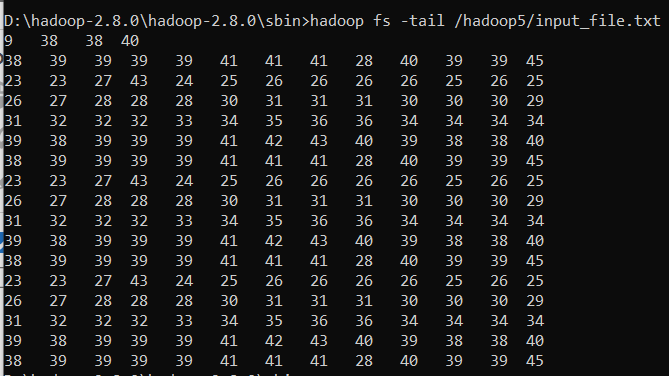 D:\hadoop-2.8.0\hadoop-2.8.0\sbin>hadoop fs -tail /hadoop5/input_file.txt
9 38 38 40
38 39 39 39 39 41 41 41 28 40 39 39 45
23 23 27 43 24 25 26 26 26 26 25 26 25
26 27 28 28 28 30 31 31 31 30 30 30 29
31 32 32 32 33 34 35 36 36 34 34 34 34
39 38 39 39 39 41 42 43 40 39 38 38 40
38 39 39 39 39 41 41 41 28 40 39 39 45
23 23 27 43 24 25 26 26 26 26 25 26 25
26 27 28 28 28 30 31 31 31 30 30 30 29
31 32 32 32 33 34 35 36 36 34 34 34 34
39 38 39 39 39 41 42 43 40 39 38 38 40
38 39 39 39 39 41 41 41 28 40 39 39 45
23 23 27 43 24 25 26 26 26 26 25 26 25
26 27 28 28 28 30 31 31 31 30 30 30 29
31 32 32 32 33 34 35 36 36 34 34 34 34
39 38 39 39 39 41 42 43 40 39 38 38 40
38 39 39 39 39 41 41 41 28 40 39 39 45